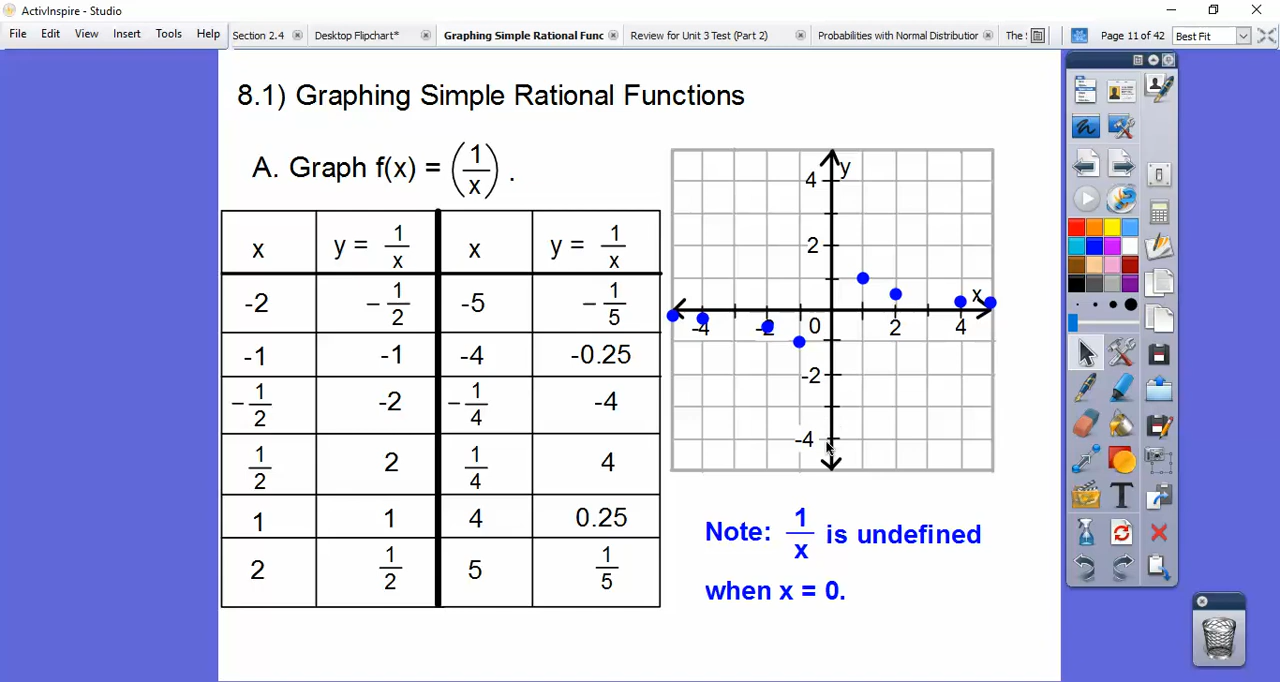 ActivInspire - Studio
File Edit View Insert Tools Help
Section 2.4 Desktop Flipchart* Graphing Simple Rational Func Review for Unit 3 Test (Part 2) Probabilities with Normal Distribution The S Page 11 of 42 Best Fit
8.1) Graphing Simple Rational Functions
A. Graph f(x) = (1/x) .
x y = 1/x x y = 1/x
-2 -1/2 -5 -1/5
-1 -1 -4 -0.25
-1/2 -2 -1/4 -4
1/2 2 1/4 4
1 1 4 0.25
2 1/2 5 1/5
y
4
2
x
-4 -2 0 2 4
-2
-4
Note: 1/x is undefined
when x = 0.